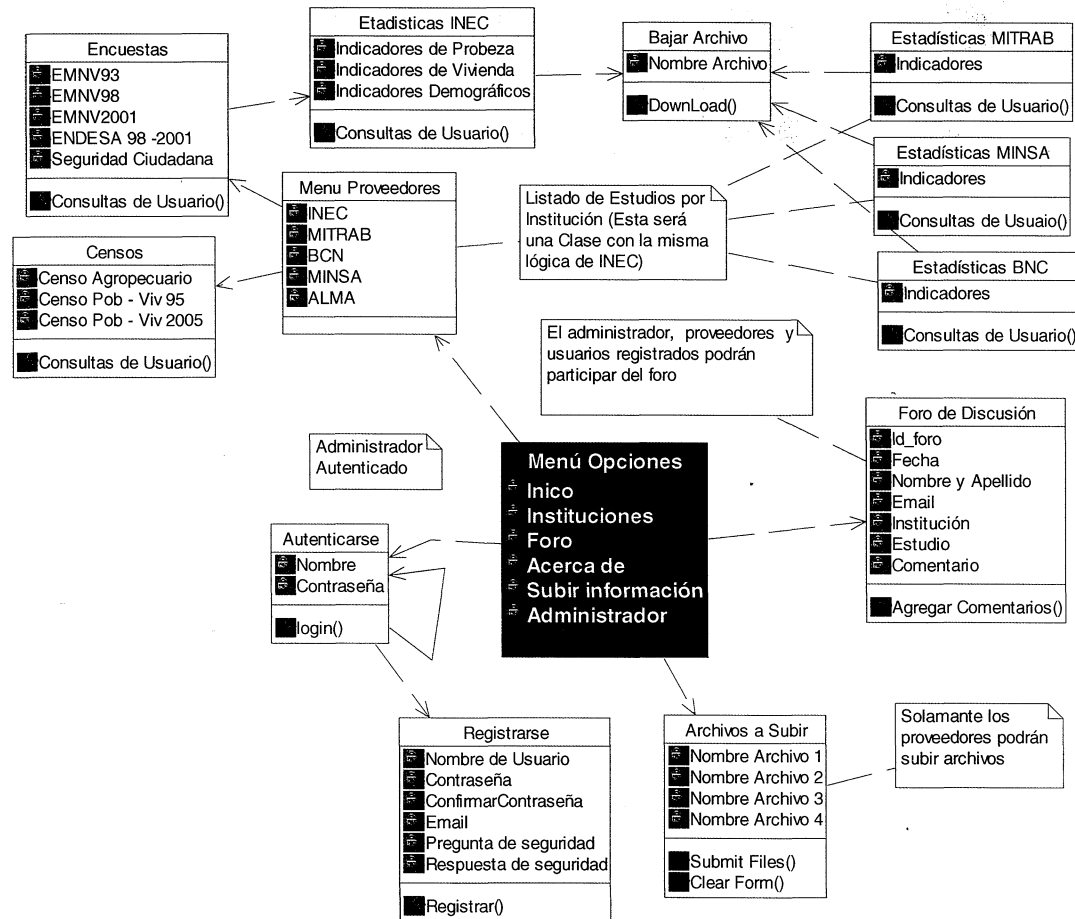 Encuestas
EMNV93
EMNV98
EMNV2001
ENDESA 98 -2001
Seguridad Ciudadana
Consultas de Usuario()
Etadisticas INEC
Indicadores de Probeza
Indicadores de Vivienda
Indicadores Demográficos
Consultas de Usuario()
Bajar Archivo
Nombre Archivo
DownLoad()
Estadísticas MITRAB
Indicadores
Consultas de Usuario()
Estadísticas MINSA
Indicadores
Consultas de Usuaio()
Estadísticas BNC
Indicadores
Consultas de Usuario()
Menu Proveedores
INEC
MITRAB
BCN
MINSA
ALMA
Listado de Estudios por
Institución (Esta será
una Clase con la misma
lógica de INEC)
Censos
Censo Agropecuario
Censo Pob - Viv 95
Censo Pob - Viv 2005
Consultas de Usuario()
El administrador, proveedores y
usuarios registrados podrán
participar del foro
Foro de Discusión
Id_foro
Fecha
Nombre y Apellido
Email
Institución
Estudio
Comentario
Agregar Comentarios()
Administrador
Autenticado
Menú Opciones
Inico
Instituciones
Foro
Acerca de
Subir información
Administrador
Autenticarse
Nombre
Contraseña
login()
Registrarse
Nombre de Usuario
Contraseña
ConfirmarContraseña
Email
Pregunta de seguridad
Respuesta de seguridad
Registrar()
Archivos a Subir
Nombre Archivo 1
Nombre Archivo 2
Nombre Archivo 3
Nombre Archivo 4
Submit Files()
Clear Form()
Solamante los
proveedores podrán
subir archivos